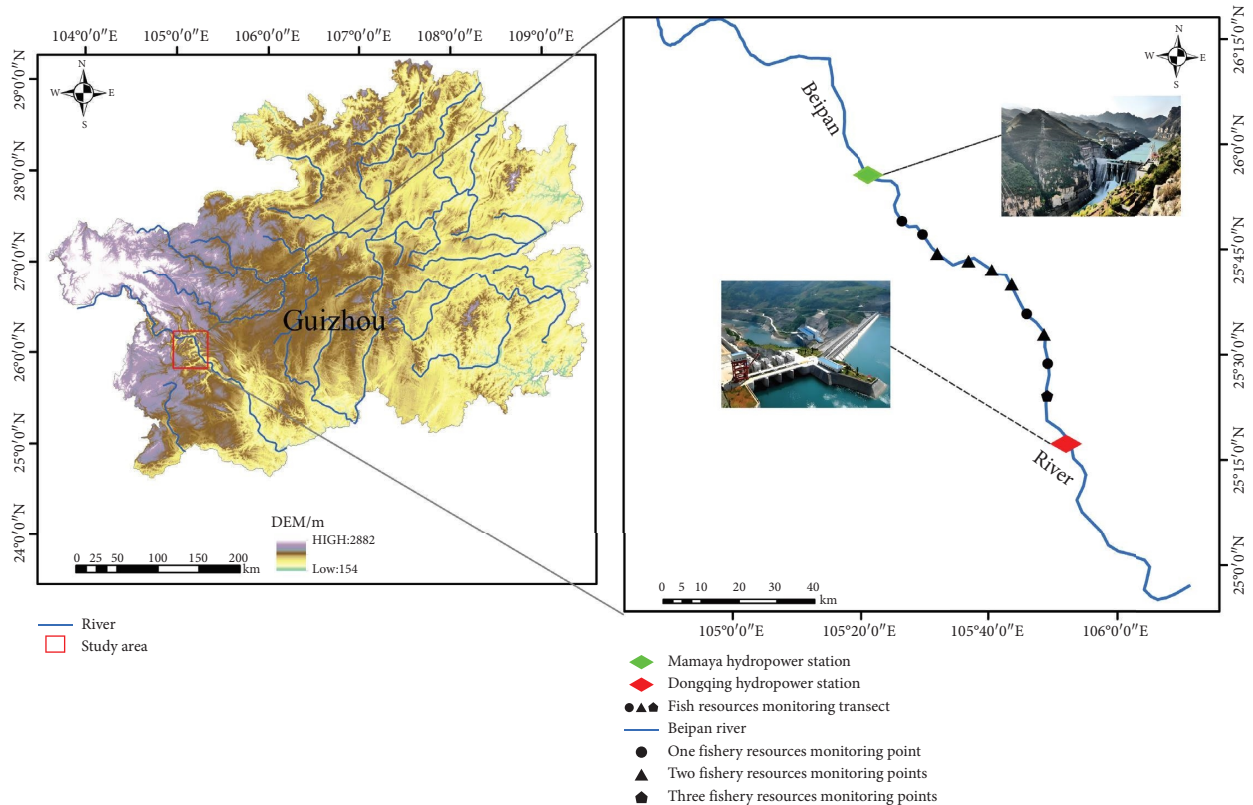 104°0′0″E 105°0′0″E 106°0′0″E 107°0′0″E 108°0′0″E 109°0′0″E
29°0′0″N
28°0′0″N
27°0′0″N
26°0′0″N
25°0′0″N
24°0′0″N
N
W E
S
Guizhou
DEM/m
HIGH:2882
Low:154
0 25 50 100 150 200
km
River
Study area
N
W E
S
26°15′0″N
26°0′0″N
25°45′0″N
25°30′0″N
25°15′0″N
25°0′0″N
Beipan
River
0 5 10 20 30 40
km
105°0′0″E 105°20′0″E 105°40′0″E 106°0′0″E
Mamaya hydropower station
Dongqing hydropower station
Fish resources monitoring transect
Beipan river
One fishery resources monitoring point
Two fishery resources monitoring points
Three fishery resources monitoring points